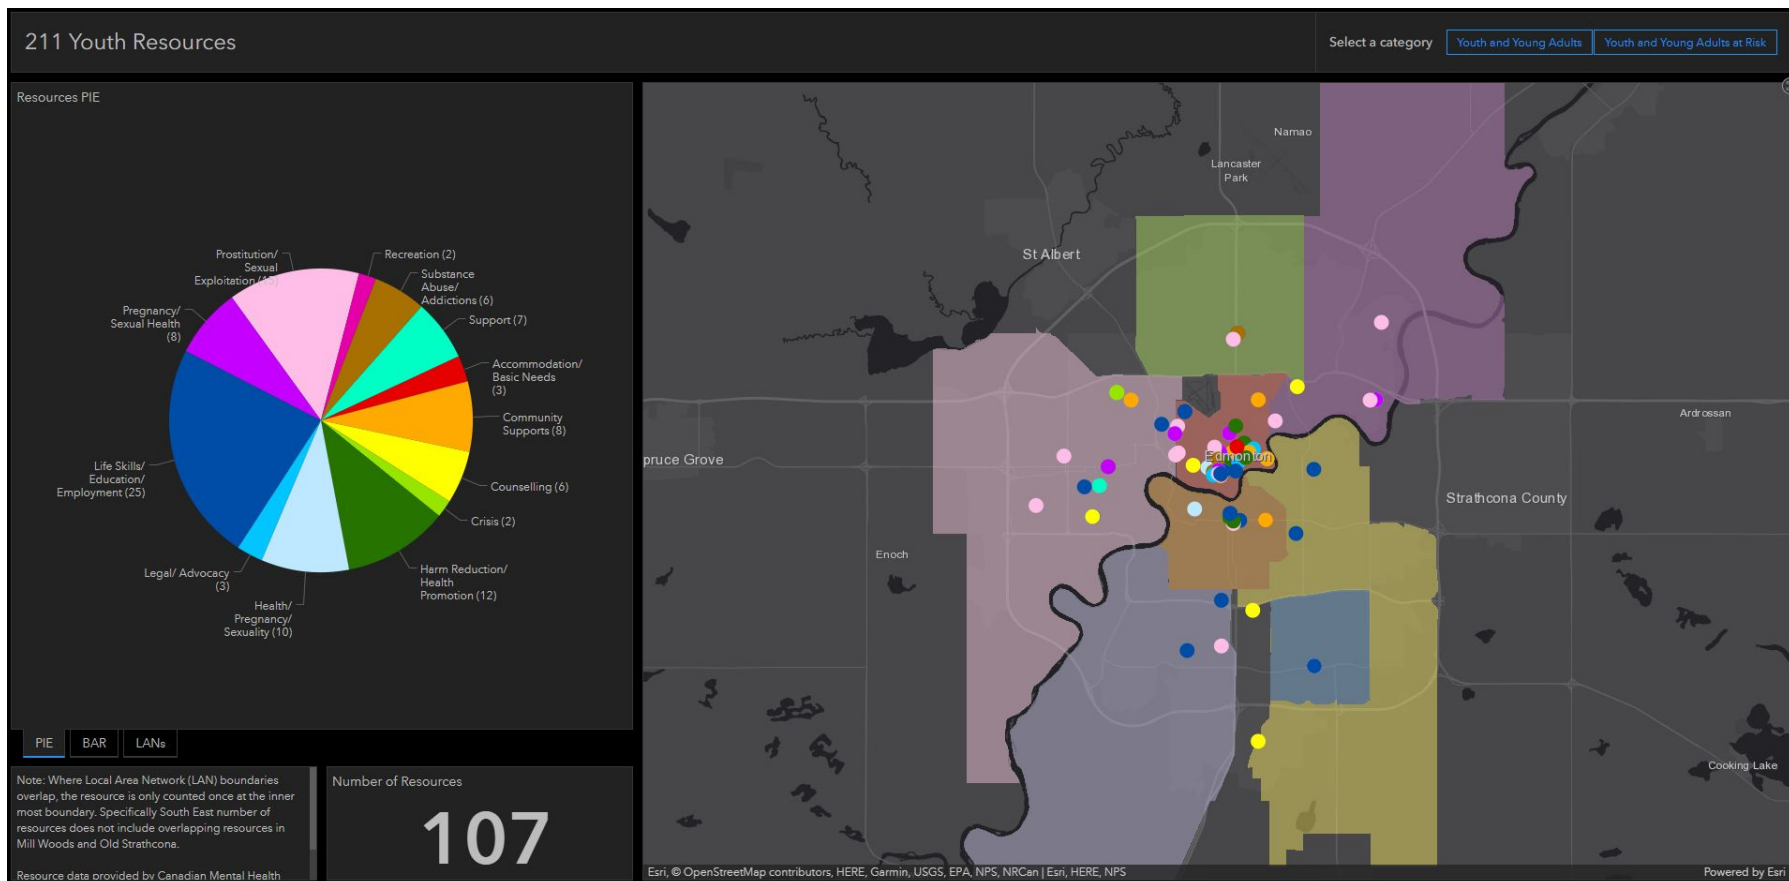 211 Youth Resources
Select a category
Youth and Young Adults
Youth and Young Adults at Risk
Resources PIE
Prostitution/
Sexual
Exploitation
Recreation (2)
Substance
Abuse/
Addictions (6)
Support (7)
Pregnancy/
Sexual Health
(8)
Accommodation/
Basic Needs
(3)
Community
Supports (8)
Life Skills/
Education/
Employment (25)
Counselling (6)
Crisis (2)
Legal/ Advocacy
(3)
Harm Reduction/
Health
Promotion (12)
Health/
Pregnancy/
Sexuality (10)
PIE
BAR
LANs
Note: Where Local Area Network (LAN) boundaries
overlap, the resource is only counted once at the inner
most boundary. Specifically South East number of
resources does not include overlapping resources in
Mill Woods and Old Strathcona.
Resource data provided by Canadian Mental Health
Number of Resources
107
Namao
Lancaster
Park
St Albert
Ardrossan
pruce Grove
Edmonton
Strathcona County
Enoch
Cooking Lake
Esri, © OpenStreetMap contributors, HERE, Garmin, USGS, EPA, NPS, NRCan | Esri, HERE, NPS
Powered by Esri